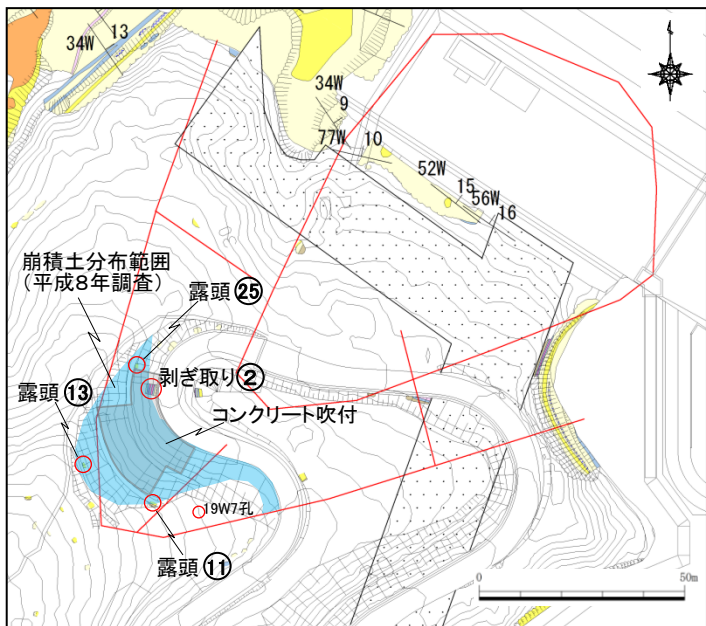 34W
13
34W
9
77W
10
52W
15
56W
16
崩積土分布範囲
(平成8年調査)
露頭㉕
剥ぎ取り②
露頭⑬
コンクリート吹付
19W7孔
露頭⑪
0
50m